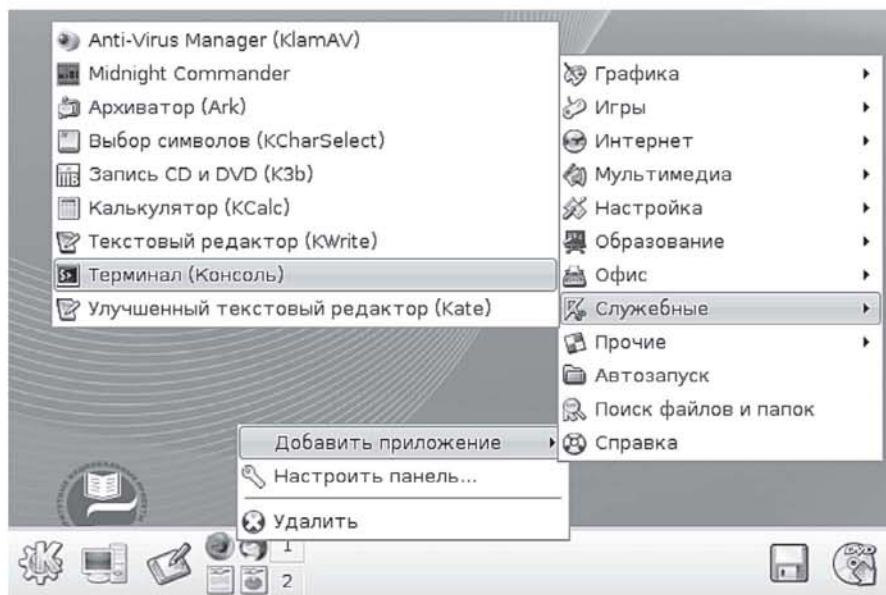 Anti-Virus Manager (KlamAV)
Midnight Commander
Архиватор (Ark)
Выбор символов (KCharSelect)
Запись CD и DVD (K3b)
Калькулятор (KCalc)
Текстовый редактор (KWrite)
Терминал (Консоль)
Улучшенный текстовый редактор (Kate)
Графика
Игры
Интернет
Мультимедиа
Настройка
Образование
Офис
Служебные
Прочие
Автозапуск
Поиск файлов и папок
Справка
Добавить приложение
Настроить панель...
Удалить
1
2
DVD